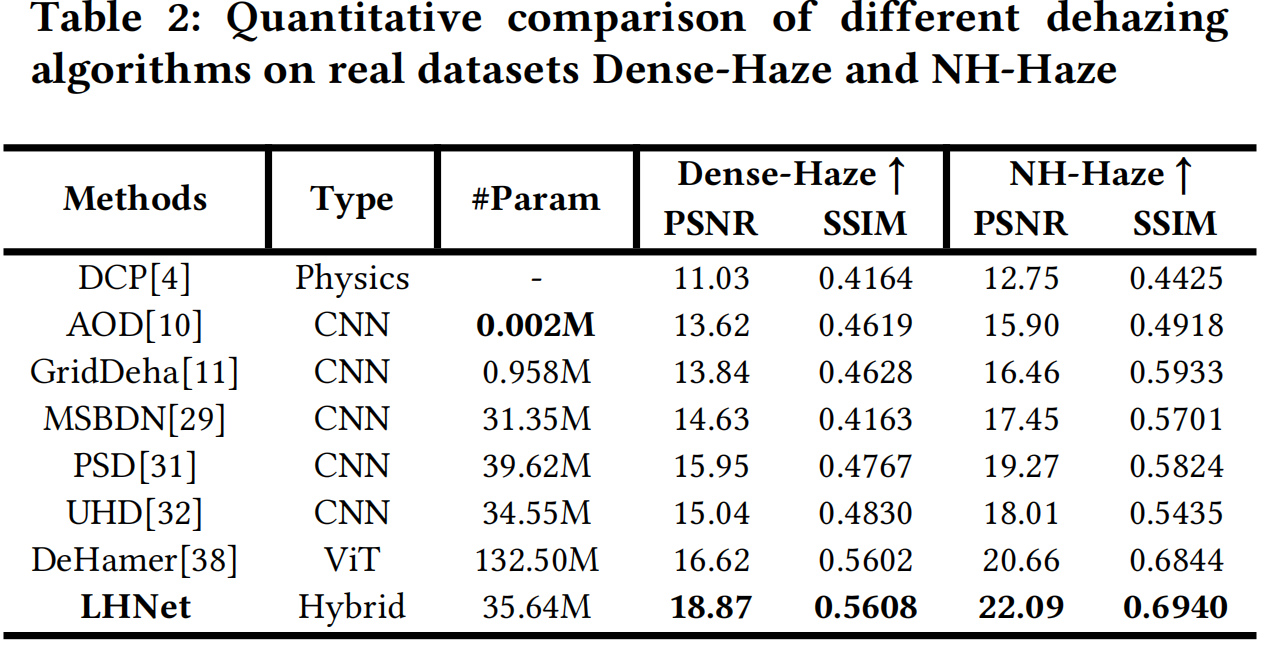 Table 2: Quantitative comparison of different dehazing
algorithms on real datasets Dense-Haze and NH-Haze
Methods Type #Param Dense-Haze ↑ NH-Haze ↑
PSNR SSIM PSNR SSIM
DCP[4] Physics - 11.03 0.4164 12.75 0.4425
AOD[10] CNN 0.002M 13.62 0.4619 15.90 0.4918
GridDeha[11] CNN 0.958M 13.84 0.4628 16.46 0.5933
MSBDN[29] CNN 31.35M 14.63 0.4163 17.45 0.5701
PSD[31] CNN 39.62M 15.95 0.4767 19.27 0.5824
UHD[32] CNN 34.55M 15.04 0.4830 18.01 0.5435
DeHamer[38] ViT 132.50M 16.62 0.5602 20.66 0.6844
LHNet Hybrid 35.64M 18.87 0.5608 22.09 0.6940